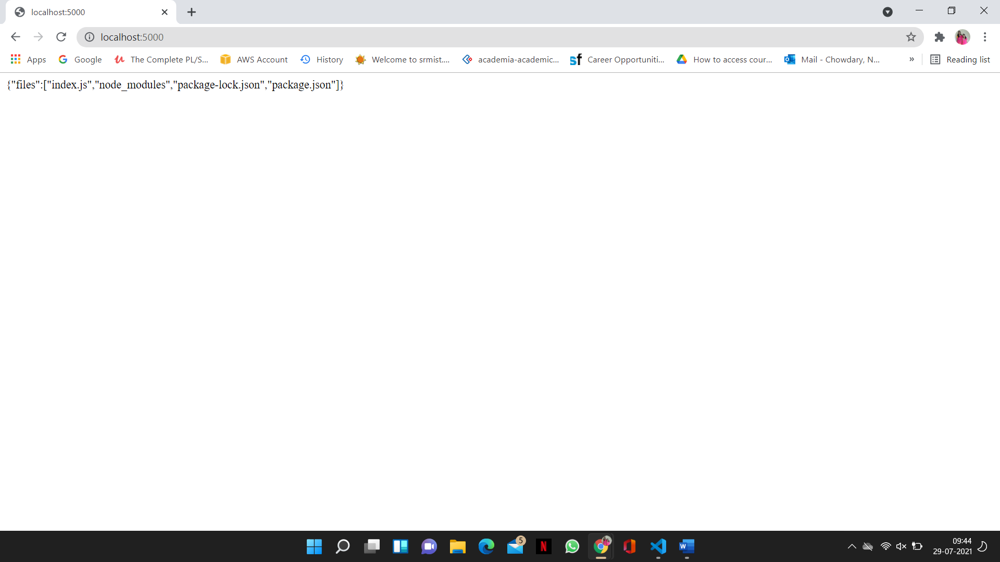 localhost:5000
localhost:5000
Apps Google The Complete PL/S... AWS Account History Welcome to srmist.... academia-academic... Career Opportuniti... How to access cour... Mail - Chowdary, N... » Reading list
{"files":["index.js","node_modules","package-lock.json","package.json"]}
5
09:44
29-07-2021